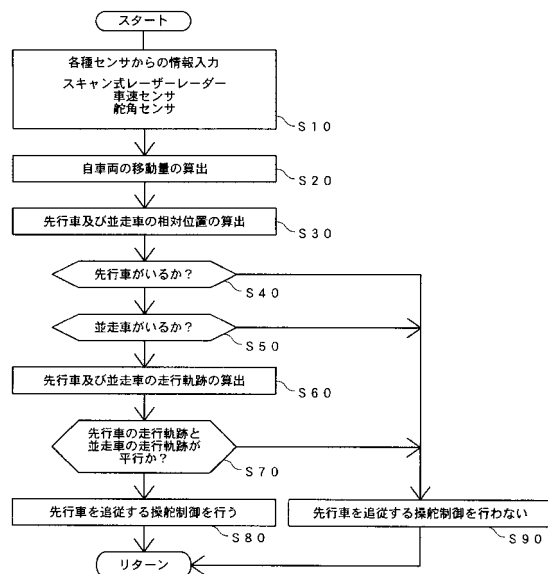 スタート
各種センサからの情報入力
スキャン式レーザーレーダー
車速センサ
舵角センサ
S10
自車両の移動量の算出
S20
先行車及び並走車の相対位置の算出
S30
先行車がいるか?
S40
並走車がいるか?
S50
先行車及び並走車の走行軌跡の算出
S60
先行車の走行軌跡と
並走車の走行軌跡が
平行か?
S70
先行車を追従する操舵制御を行う
S80
先行車を追従する操舵制御を行わない
S90
リターン